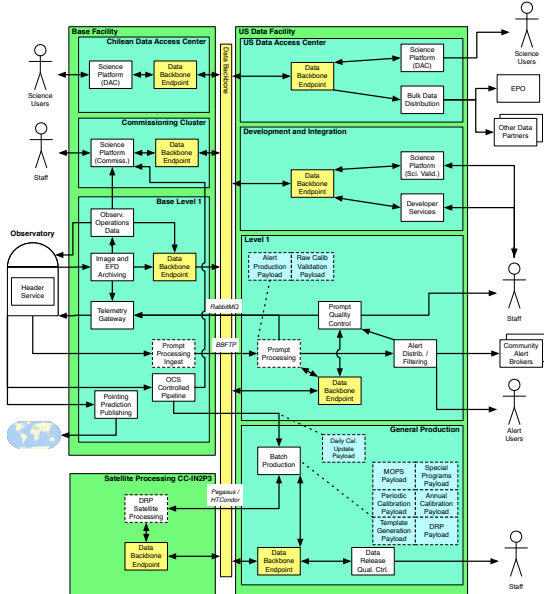 Base Facility
Chilean Data Access Center
Science
Platform
(DAC)
Data
Backbone
Endpoint
Science
Users
Commissioning Cluster
Science
Platform
(Commiss.)
Data
Backbone
Endpoint
Staff
Base Level 1
Observ.
Operations
Data
Image and
EFD
Archiving
Data
Backbone
Endpoint
Telemetry
Gateway
Prompt
Processing
Ingest
OCS
Controlled
Pipeline
Pointing
Prediction
Publishing
Observatory
Header
Service
Satellite Processing CC-IN2P3
DRP
Satellite
Processing
Data
Backbone
Endpoint
Data Backbone
RabbitMQ
BBFTP
Pegasus /
HTCondor
US Data Facility
US Data Access Center
Data
Backbone
Endpoint
Science
Platform
(DAC)
Bulk Data
Distribution
Science
Users
EPO
Other Data
Partners
Development and Integration
Data
Backbone
Endpoint
Science
Platform
(Sci. Valid.)
Developer
Services
Level 1
Alert
Production
Payload
Raw Calib
Validation
Payload
Prompt
Quality
Control
Prompt
Processing
Alert
Distrib. /
Filtering
Data
Backbone
Endpoint
Staff
Community
Alert
Brokers
Alert
Users
General Production
Daily Cal.
Update
Payload
Batch
Production
MOPS
Payload
Special
Programs
Payload
Periodic
Calibration
Payload
Annual
Calibration
Payload
Template
Generation
Payload
DRP
Payload
Data
Backbone
Endpoint
Data
Release
Qual. Ctrl.
Staff